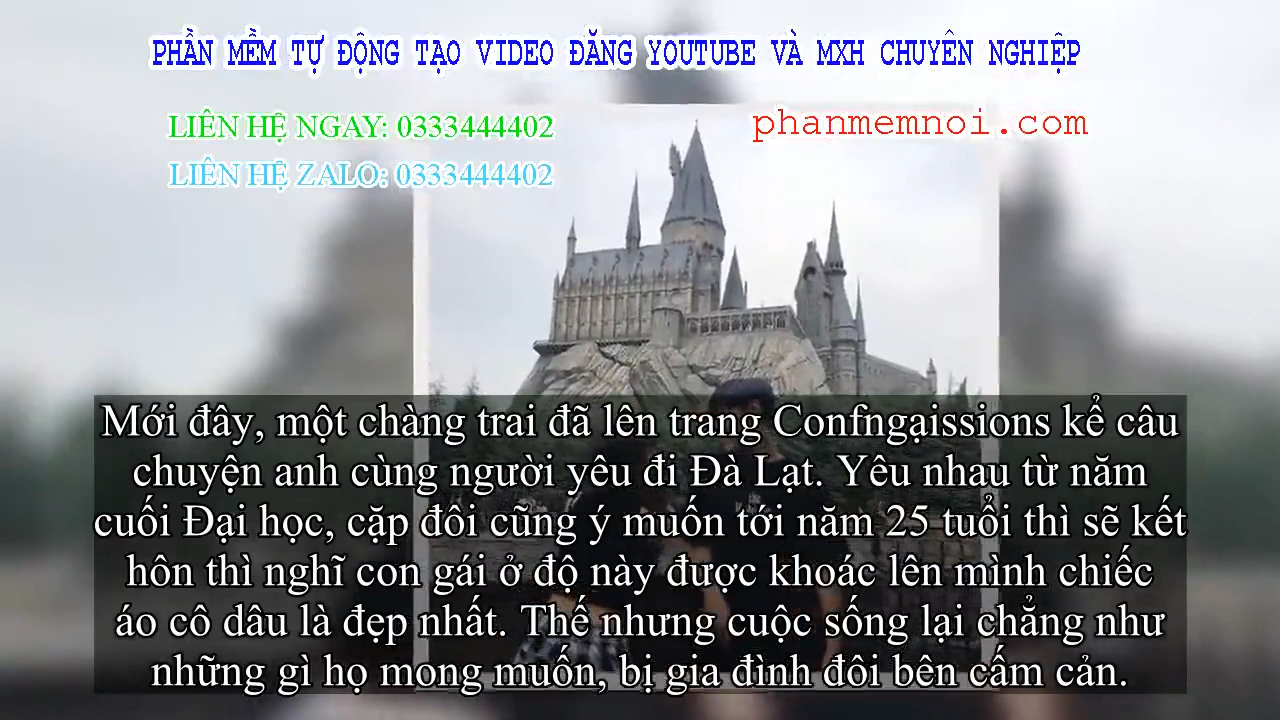 PHẦN MỀM TỰ ĐỘNG TẠO VIDEO ĐĂNG YOUTUBE VÀ MXH CHUYÊN NGHIỆP
LIÊN HỆ NGAY: 0333444402
phanmemnoi.com
LIÊN HỆ ZALO: 0333444402
Mới đây, một chàng trai đã lên trang Confngạissions kể câu
chuyện anh cùng người yêu đi Đà Lạt. Yêu nhau từ năm
cuối Đại học, cặp đôi cũng ý muốn tới năm 25 tuổi thì sẽ kết
hôn thì nghĩ con gái ở độ này được khoác lên mình chiếc
áo cô dâu là đẹp nhất. Thế nhưng cuộc sống lại chẳng như
những gì họ mong muốn, bị gia đình đôi bên cấm cản.